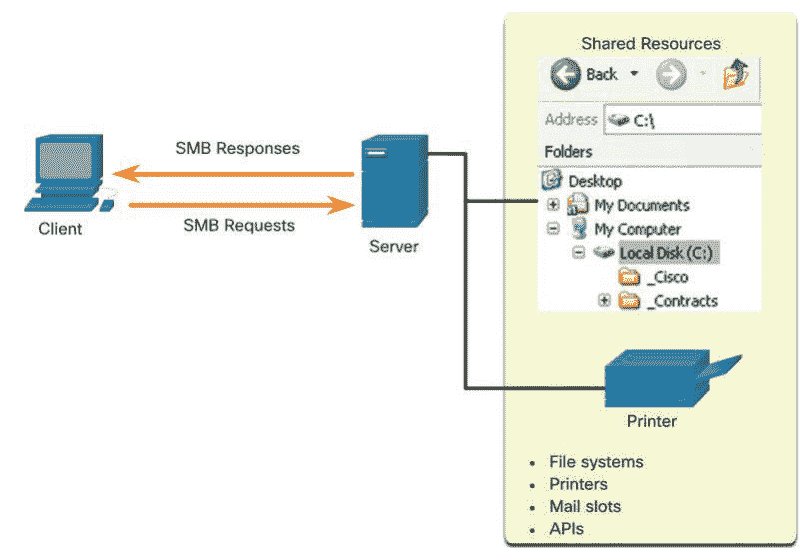 Shared Resources
Back
Address C:\
Folders
Desktop
My Documents
My Computer
Local Disk (C:)
_Cisco
_Contracts
SMB Responses
SMB Requests
Client
Server
Printer
• File systems
• Printers
• Mail slots
• APIs